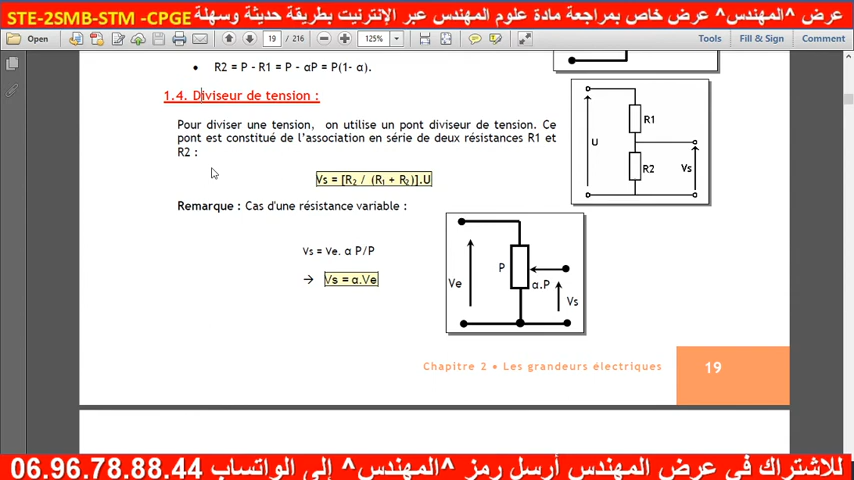 عرض ^المهندس^ عرض خاص بمراجعة مادة علوم المهندس عبر الإنترنيت بطريقة حديثة وسهلة STE-2SMB-STM -CPGE
Open
19 / 216
125%
Tools
Fill & Sign
Comment
• R2 = P - R1 = P - αP = P(1- α).
1.4. Diviseur de tension :
Pour diviser une tension, on utilise un pont diviseur de tension. Ce
pont est constitué de l'association en série de deux résistances R1 et
R2 :
Vs = [R2 / (R1 + R2)].U
R1
U
R2
Vs
Remarque : Cas d'une résistance variable :
Vs = Ve. α P/P
→ Vs = α.Ve
P
Ve
α.P
Vs
Chapitre 2 • Les grandeurs électriques
19
للاشتراك في عرض المهندس أرسل رمز ^المهندس^ إلى الواتساب 06.96.78.88.44